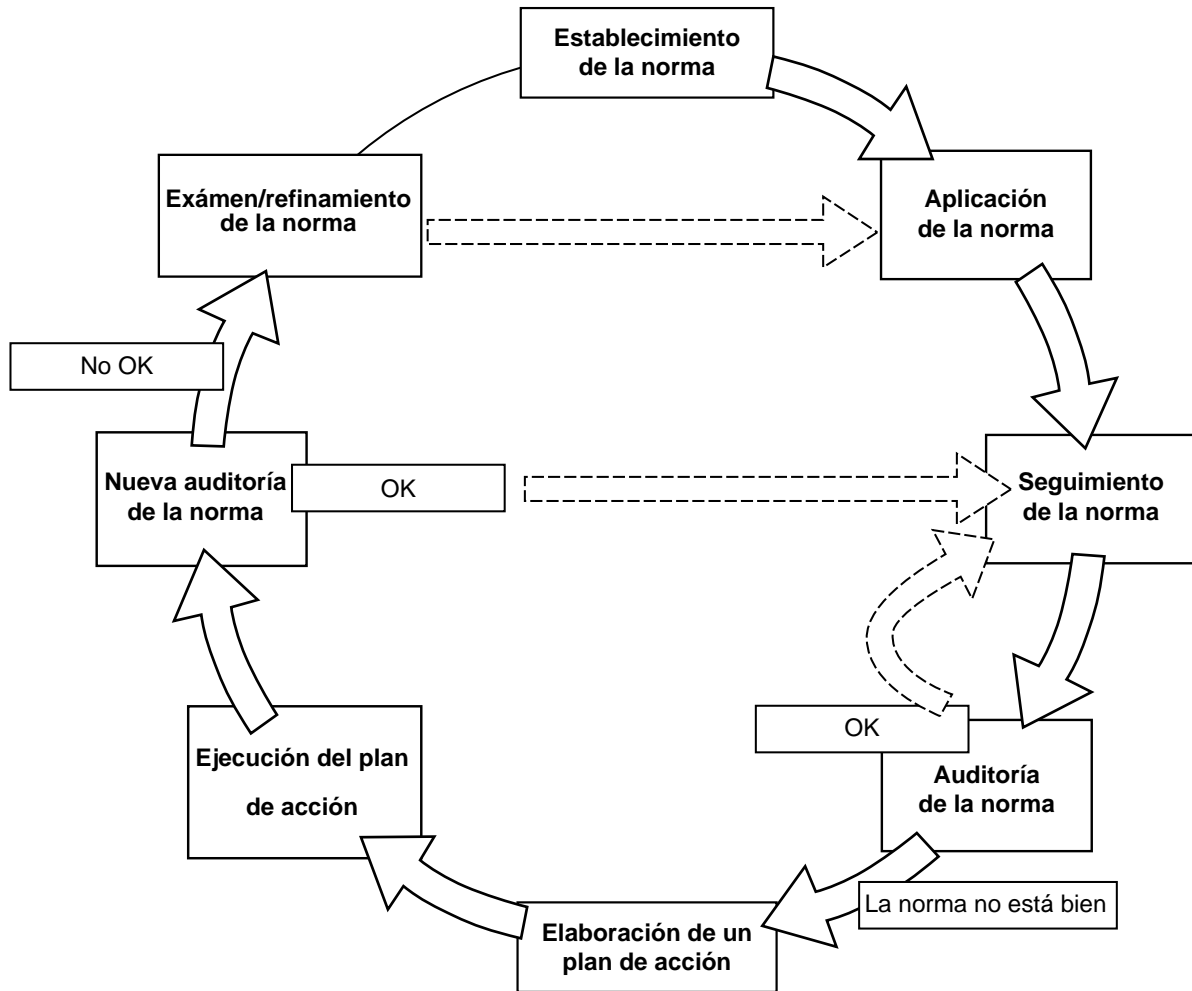 Establecimiento
de la norma
Exámen/refinamiento
de la norma
Aplicación
de la norma
No OK
Nueva auditoría
de la norma
OK
Seguimiento
de la norma
OK
Ejecución del plan
de acción
Auditoría
de la norma
La norma no está bien
Elaboración de un
plan de acción